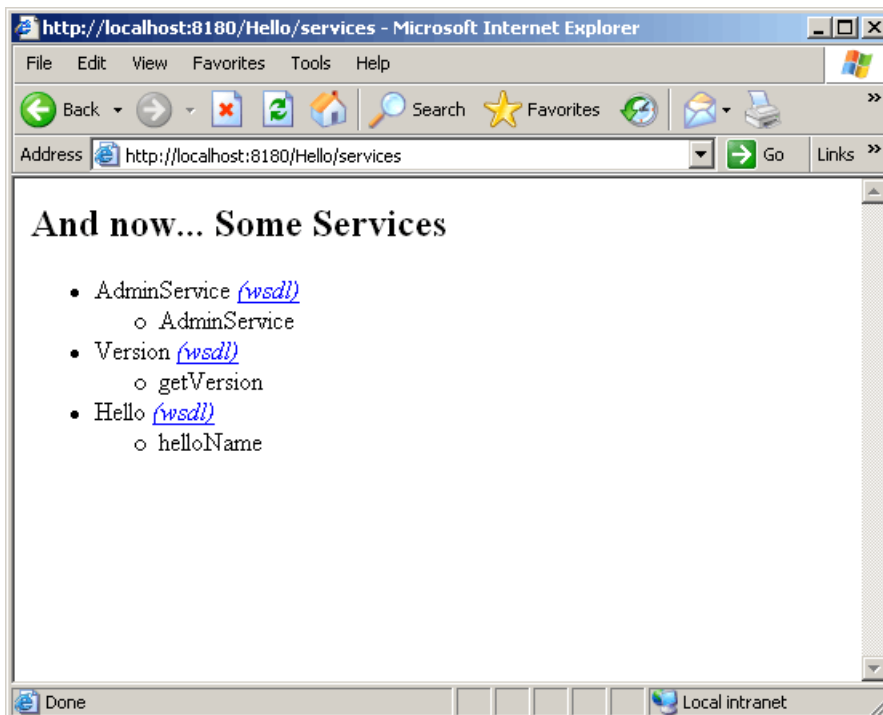 http://localhost:8180/Hello/services - Microsoft Internet Explorer
File Edit View Favorites Tools Help
Back Search Favorites »
Address http://localhost:8180/Hello/services Go Links »
And now... Some Services
• AdminService (wsdl)
○ AdminService
• Version (wsdl)
○ getVersion
• Hello (wsdl)
○ helloName
Done Local intranet